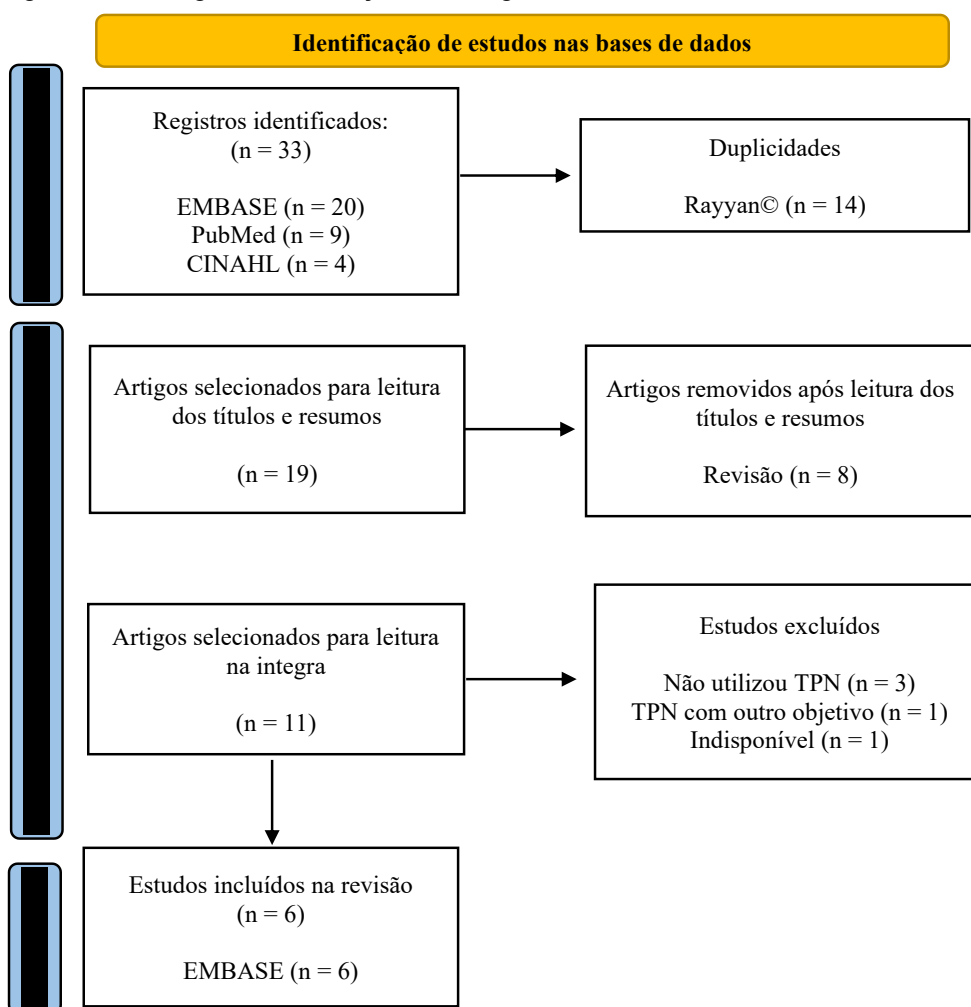 Identificação de estudos nas bases de dados
Registros identificados:
(n = 33)
EMBASE (n = 20)
PubMed (n = 9)
CINAHL (n = 4)
Duplicidades
Rayyan© (n = 14)
Artigos selecionados para leitura
dos títulos e resumos
(n = 19)
Artigos removidos após leitura dos
títulos e resumos
Revisão (n = 8)
Artigos selecionados para leitura
na integra
(n = 11)
Estudos excluídos
Não utilizou TPN (n = 3)
TPN com outro objetivo (n = 1)
Indisponível (n = 1)
Estudos incluídos na revisão
(n = 6)
EMBASE (n = 6)